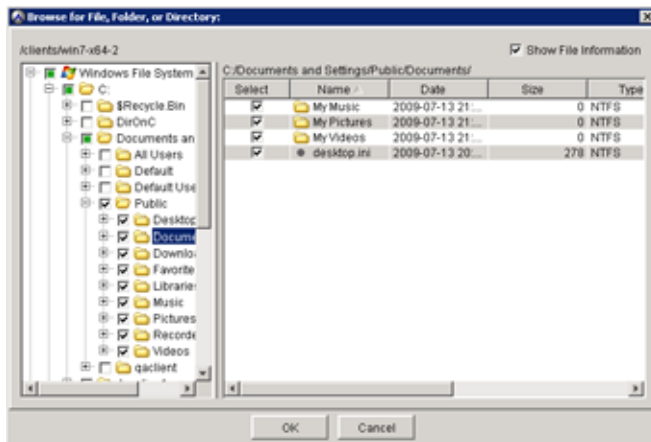 Browse for File, Folder, or Directory:
/clients/win7-x64-2
Show File Information
Windows File System
C:
$Recycle.Bin
DirOnC
Documents an
All Users
Default
Default Use
Public
Desktop
Docume
Downlo
Favorite
Libraries
Music
Pictures
Recorde
Videos
qaclient
C:/Documents and Settings/Public/Documents/
Select Name Date Size Type
My Music 2009-07-13 21:... 0 NTFS
My Pictures 2009-07-13 21:... 0 NTFS
My Videos 2009-07-13 21:... 0 NTFS
desktop.ini 2009-07-13 20:... 278 NTFS
OK Cancel